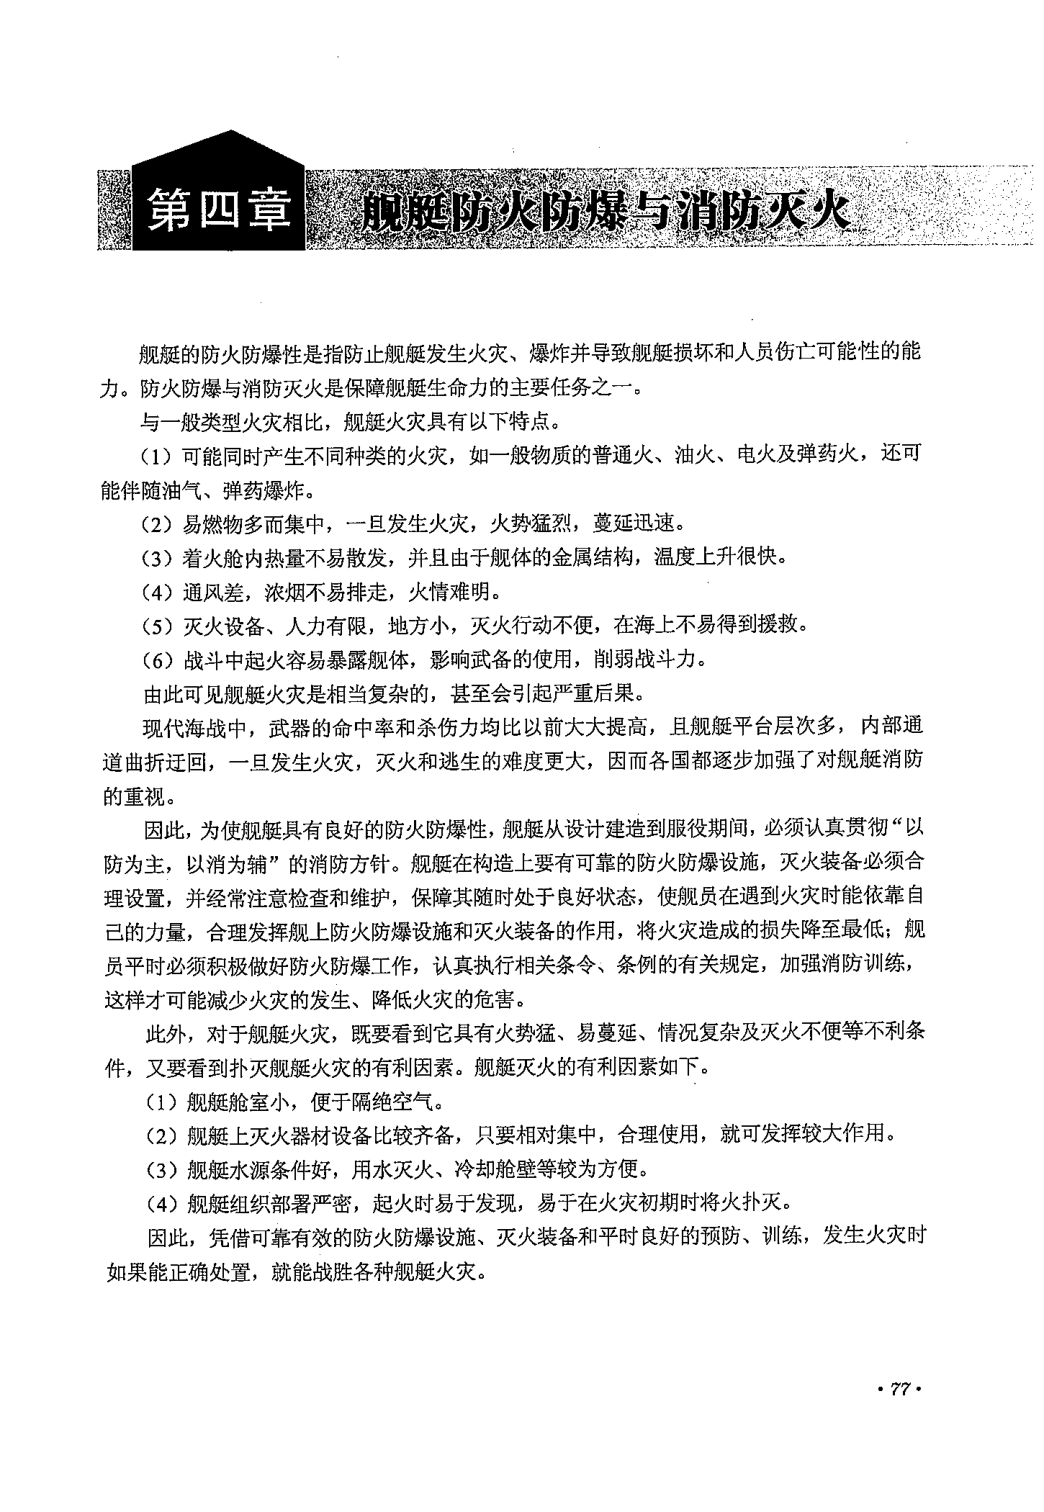 第四章
舰艇防火防爆与消防灭火
舰艇的防火防爆性是指防止舰艇发生火灾、爆炸并导致舰艇损坏和人员伤亡可能性的能
力。防火防爆与消防灭火是保障舰艇生命力的主要任务之一。
与一般类型火灾相比，舰艇火灾具有以下特点。
（1）可能同时产生不同种类的火灾，如一般物质的普通火、油火、电火及弹药火，还可
能伴随油气、弹药爆炸。
（2）易燃物多而集中，一旦发生火灾，火势猛烈，蔓延迅速。
（3）着火舱内热量不易散发，并且由于舰体的金属结构，温度上升很快。
（4）通风差，浓烟不易排走，火情难明。
（5）灭火设备、人力有限，地方小，灭火行动不便，在海上不易得到援救。
（6）战斗中起火容易暴露舰体，影响武备的使用，削弱战斗力。
由此可见舰艇火灾是相当复杂的，甚至会引起严重后果。
现代海战中，武器的命中率和杀伤力均比以前大大提高，且舰艇平台层次多，内部通
道曲折迂回，一旦发生火灾，灭火和逃生的难度更大，因而各国都逐步加强了对舰艇消防
的重视。
因此，为使舰艇具有良好的防火防爆性，舰艇从设计建造到服役期间，必须认真贯彻“以
防为主，以消为辅”的消防方针。舰艇在构造上要有可靠的防火防爆设施，灭火装备必须合
理设置，并经常注意检查和维护，保障其随时处于良好状态，使舰员在遇到火灾时能依靠自
己的力量，合理发挥舰上防火防爆设施和灭火装备的作用，将火灾造成的损失降至最低；舰
员平时必须积极做好防火防爆工作，认真执行相关条令、条例的有关规定，加强消防训练，
这样才可能减少火灾的发生、降低火灾的危害。
此外，对于舰艇火灾，既要看到它具有火势猛、易蔓延、情况复杂及灭火不便等不利条
件，又要看到扑灭舰艇火灾的有利因素。舰艇灭火的有利因素如下。
（1）舰艇舱室小，便于隔绝空气。
（2）舰艇上灭火器材设备比较齐备，只要相对集中，合理使用，就可发挥较大作用。
（3）舰艇水源条件好，用水灭火、冷却舱壁等较为方便。
（4）舰艇组织部署严密，起火时易于发现，易于在火灾初期时将火扑灭。
因此，凭借可靠有效的防火防爆设施、灭火装备和平时良好的预防、训练，发生火灾时
如果能正确处置，就能战胜各种舰艇火灾。
·77·